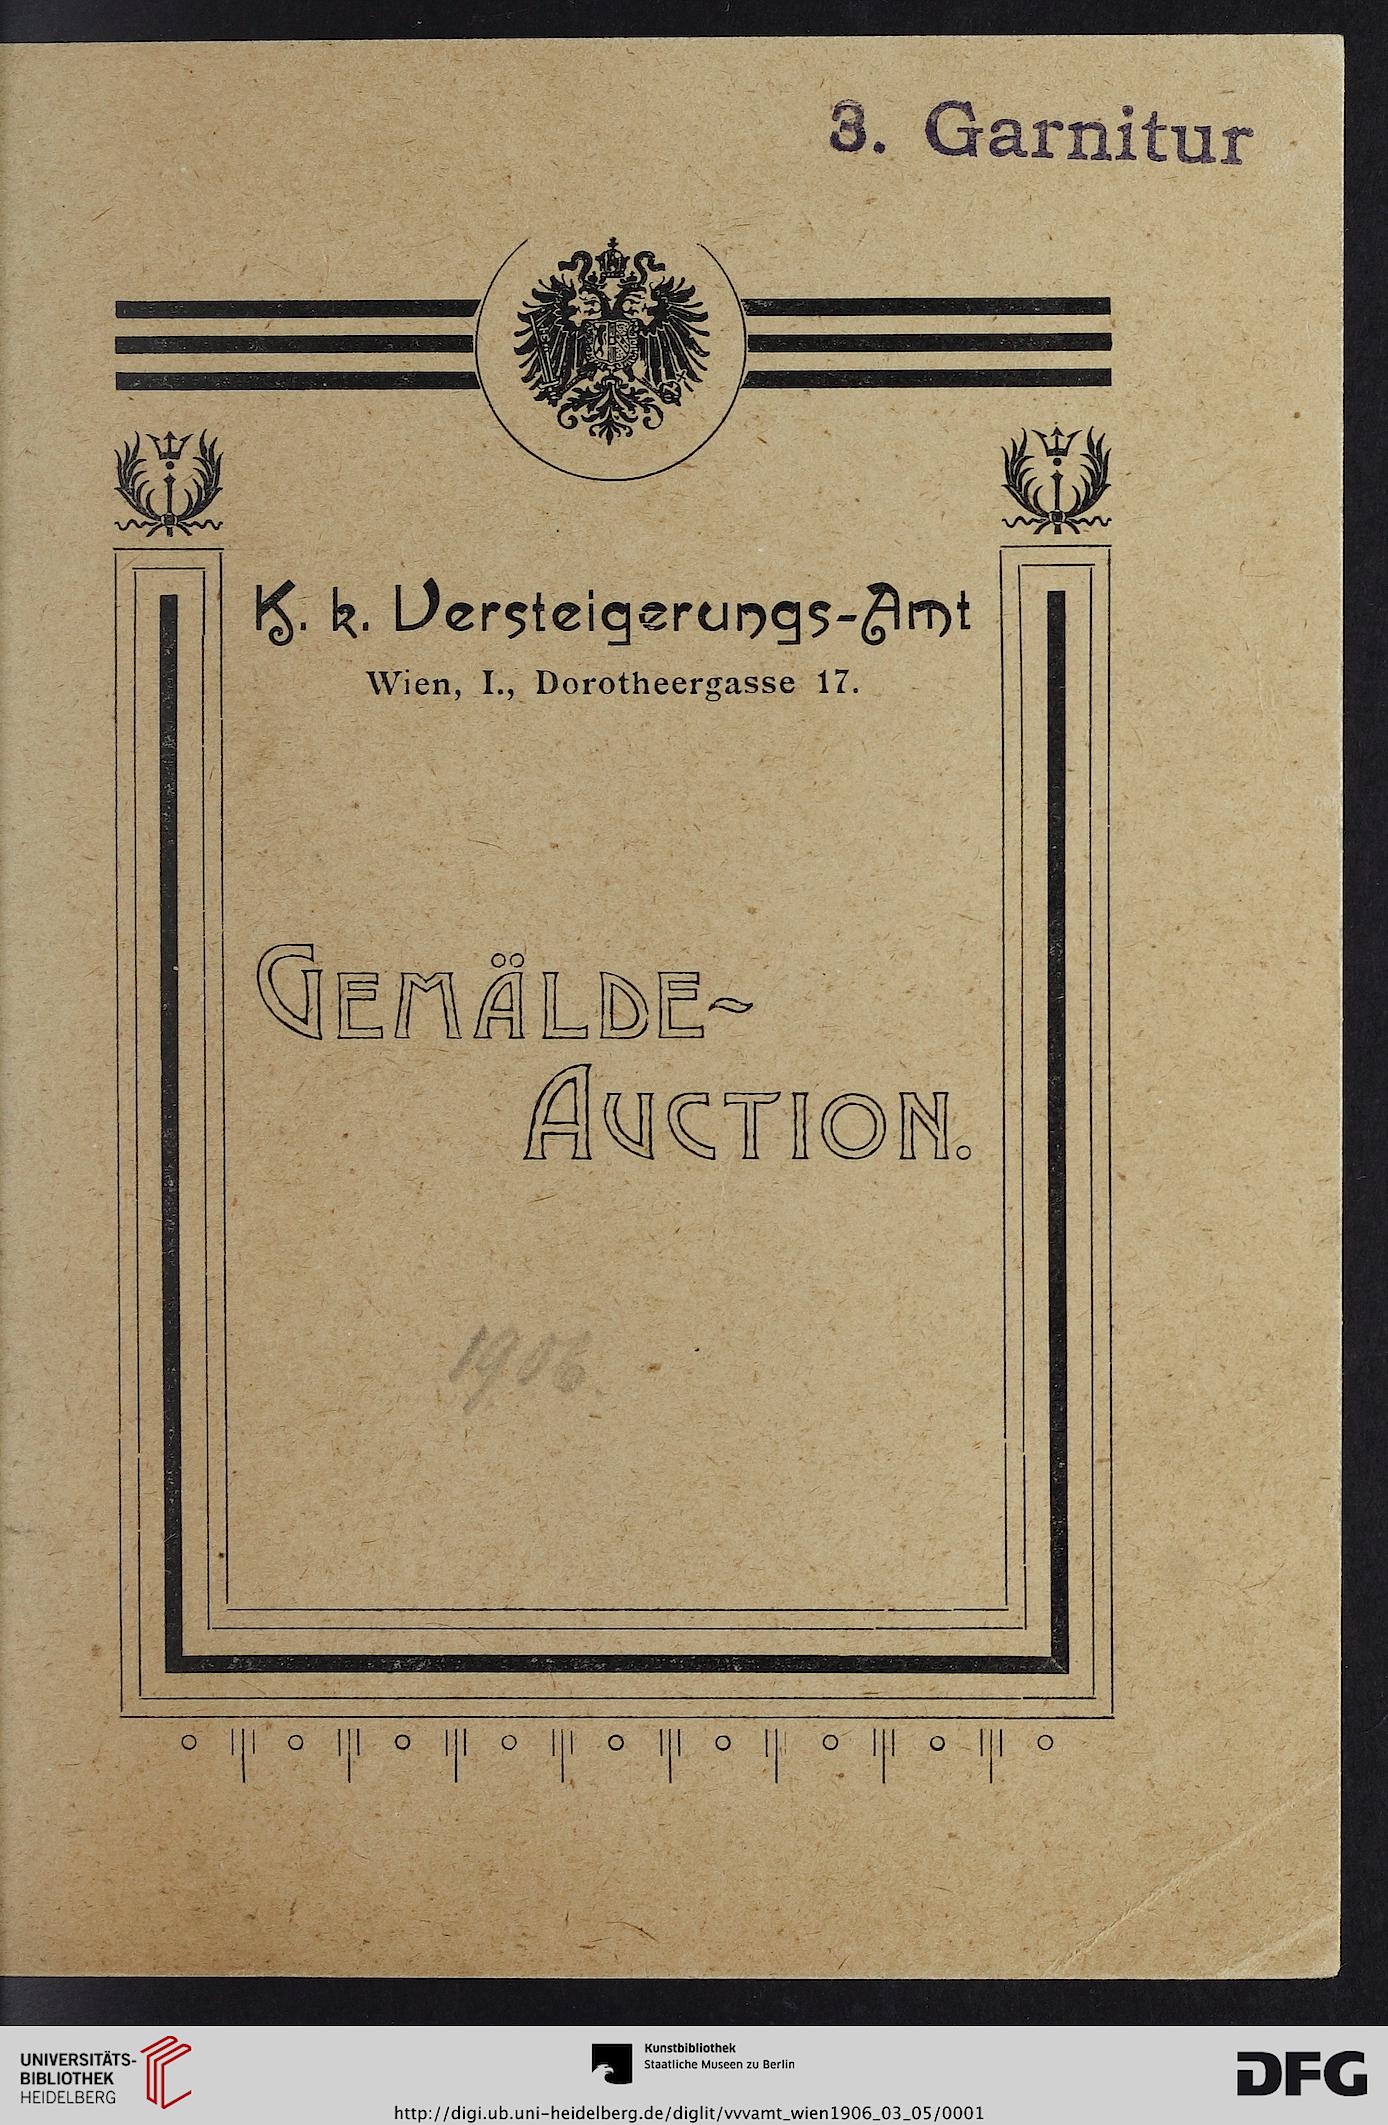 3. Garnitur
K. k. Versteigerungs-Amt
Wien, I., Dorotheergasse 17.
GEMÄLDE-
AUCTION.
1906.
UNIVERSITÄTS-
BIBLIOTHEK
HEIDELBERG
Kunstbibliothek
Staatliche Museen zu Berlin
DFG
http://digi.ub.uni-heidelberg.de/diglit/vvvamt_wien1906_03_05/0001